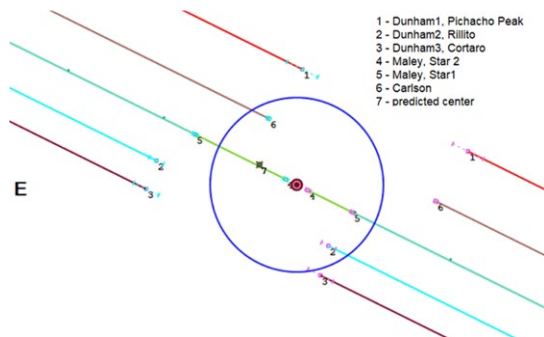 1 - Dunham1, Pichacho Peak
2 - Dunham2, Rillito
3 - Dunham3, Cortaro
4 - Maley, Star 2
5 - Maley, Star1
6 - Carlson
7 - predicted center
1
6
5
1
2
7
E
3
4
6
5
2
3